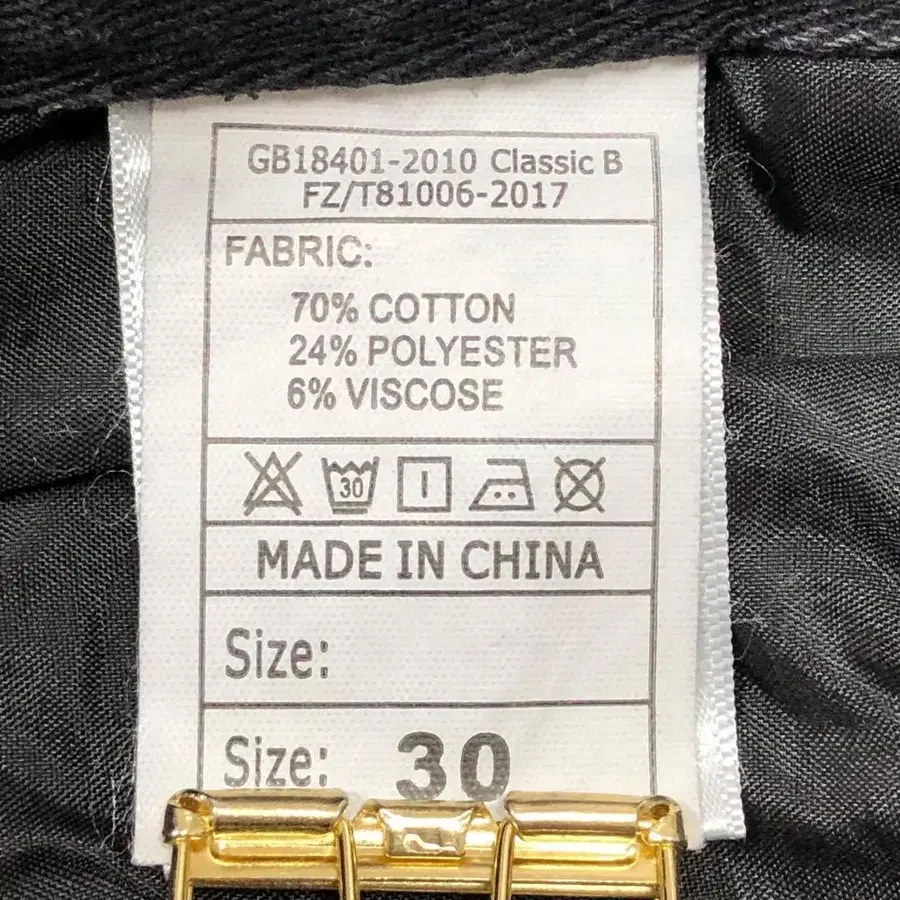 GB18401-2010 Classic B
FZ/T81006-2017
FABRIC:
70% COTTON
24% POLYESTER
6% VISCOSE
30
MADE IN CHINA
Size:
Size: 30